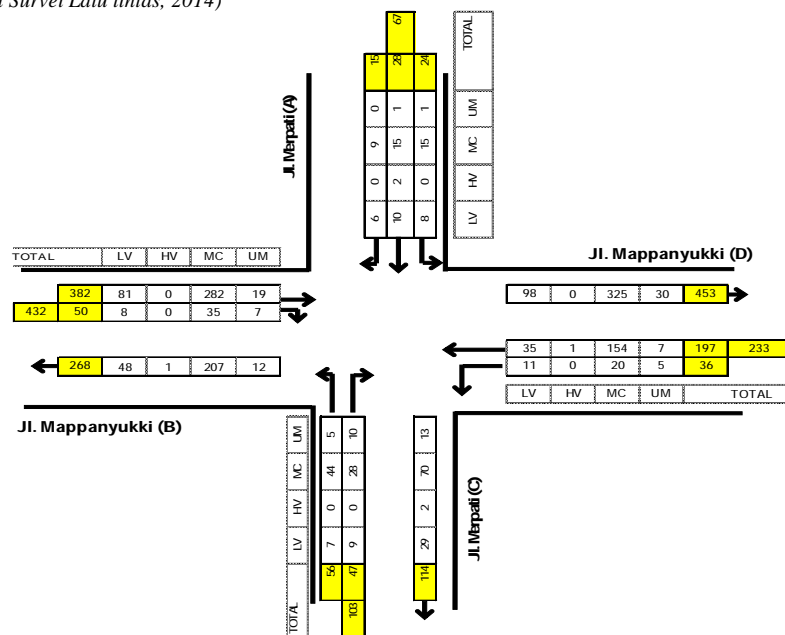 Survei Lalu lintas, 2014)
67
15 28 24 TOTAL
0 1 1 UM
9 15 15 MC
0 2 0 HV
6 10 8 LV
Jl. Merpati (A)
TOTAL LV HV MC UM
382 81 0 282 19
432 50 8 0 35 7
268 48 1 207 12
Jl. Mappanyukki (B)
Jl. Mappanyukki (D)
98 0 325 30 453
35 1 154 7 197 233
11 0 20 5 36
LV HV MC UM TOTAL
UM 5 10 13
MC 44 28 70
HV 0 0 2
LV 7 9 29
TOTAL 56 47 114
103
Jl. Merpati (C)